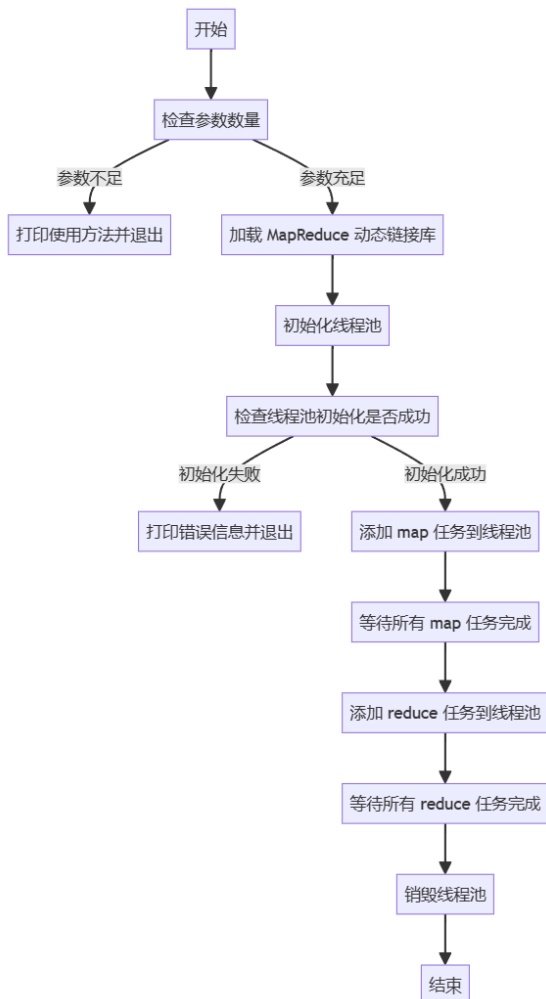 开始
检查参数数量
参数不足
参数充足
打印使用方法并退出
加载 MapReduce 动态链接库
初始化线程池
检查线程池初始化是否成功
初始化失败
初始化成功
打印错误信息并退出
添加 map 任务到线程池
等待所有 map 任务完成
添加 reduce 任务到线程池
等待所有 reduce 任务完成
销毁线程池
结束